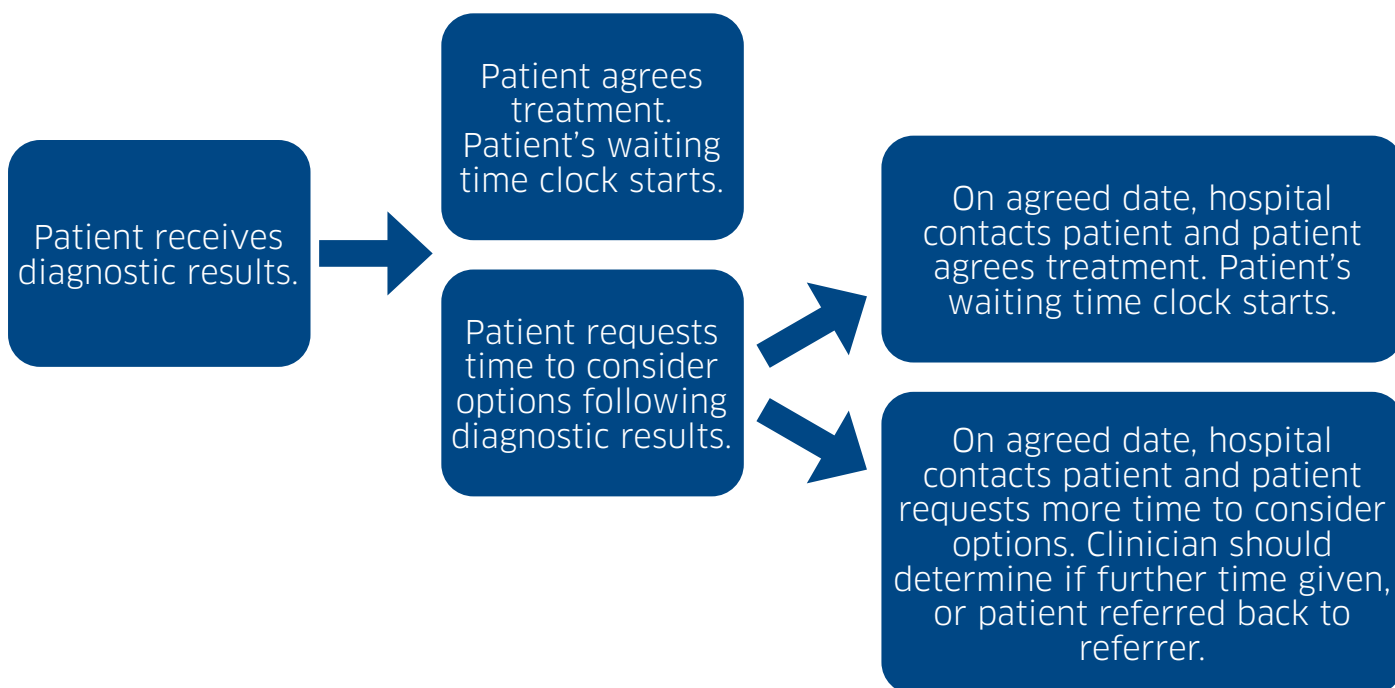 Patient receives
diagnostic results.
Patient agrees
treatment.
Patient’s waiting
time clock starts.
Patient requests
time to consider
options following
diagnostic results.
On agreed date, hospital
contacts patient and patient
agrees treatment. Patient’s
waiting time clock starts.
On agreed date, hospital
contacts patient and patient
requests more time to consider
options. Clinician should
determine if further time given,
or patient referred back to
referrer.